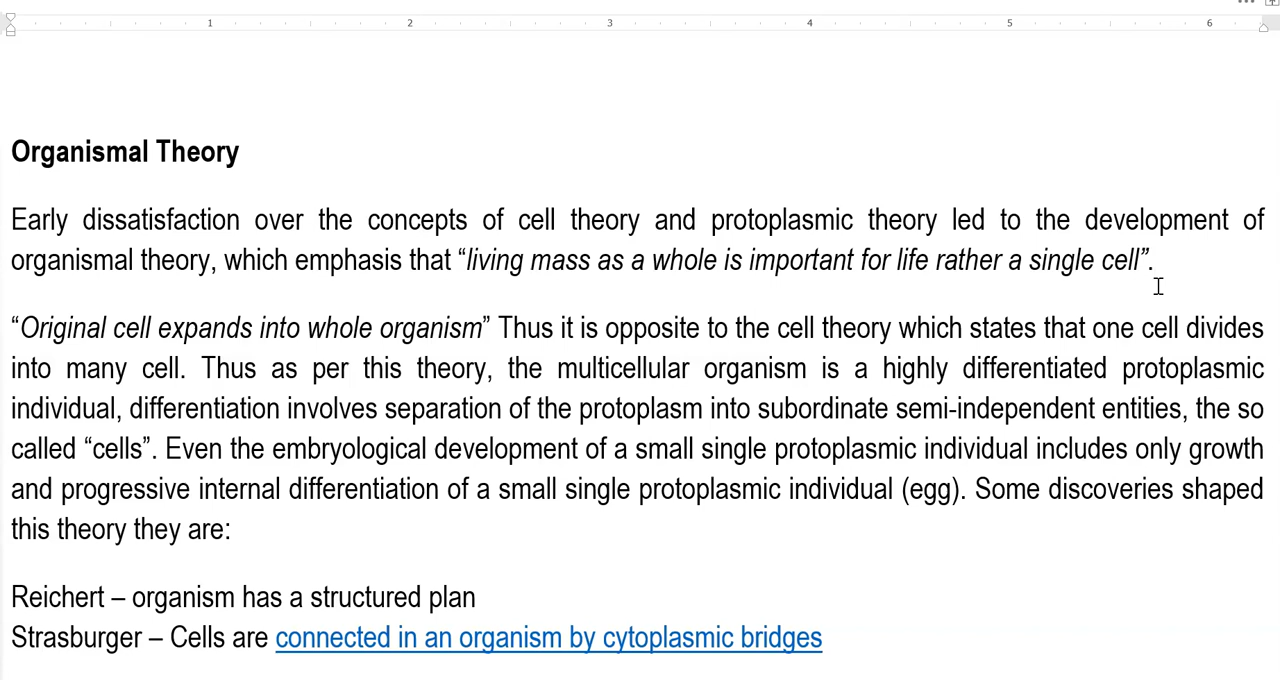 1 2 3 4 5 6
Organismal Theory
Early dissatisfaction over the concepts of cell theory and protoplasmic theory led to the development of
organismal theory, which emphasis that “living mass as a whole is important for life rather a single cell”.
“Original cell expands into whole organism” Thus it is opposite to the cell theory which states that one cell divides
into many cell. Thus as per this theory, the multicellular organism is a highly differentiated protoplasmic
individual, differentiation involves separation of the protoplasm into subordinate semi-independent entities, the so
called “cells”. Even the embryological development of a small single protoplasmic individual includes only growth
and progressive internal differentiation of a small single protoplasmic individual (egg). Some discoveries shaped
this theory they are:
Reichert – organism has a structured plan
Strasburger – Cells are connected in an organism by cytoplasmic bridges